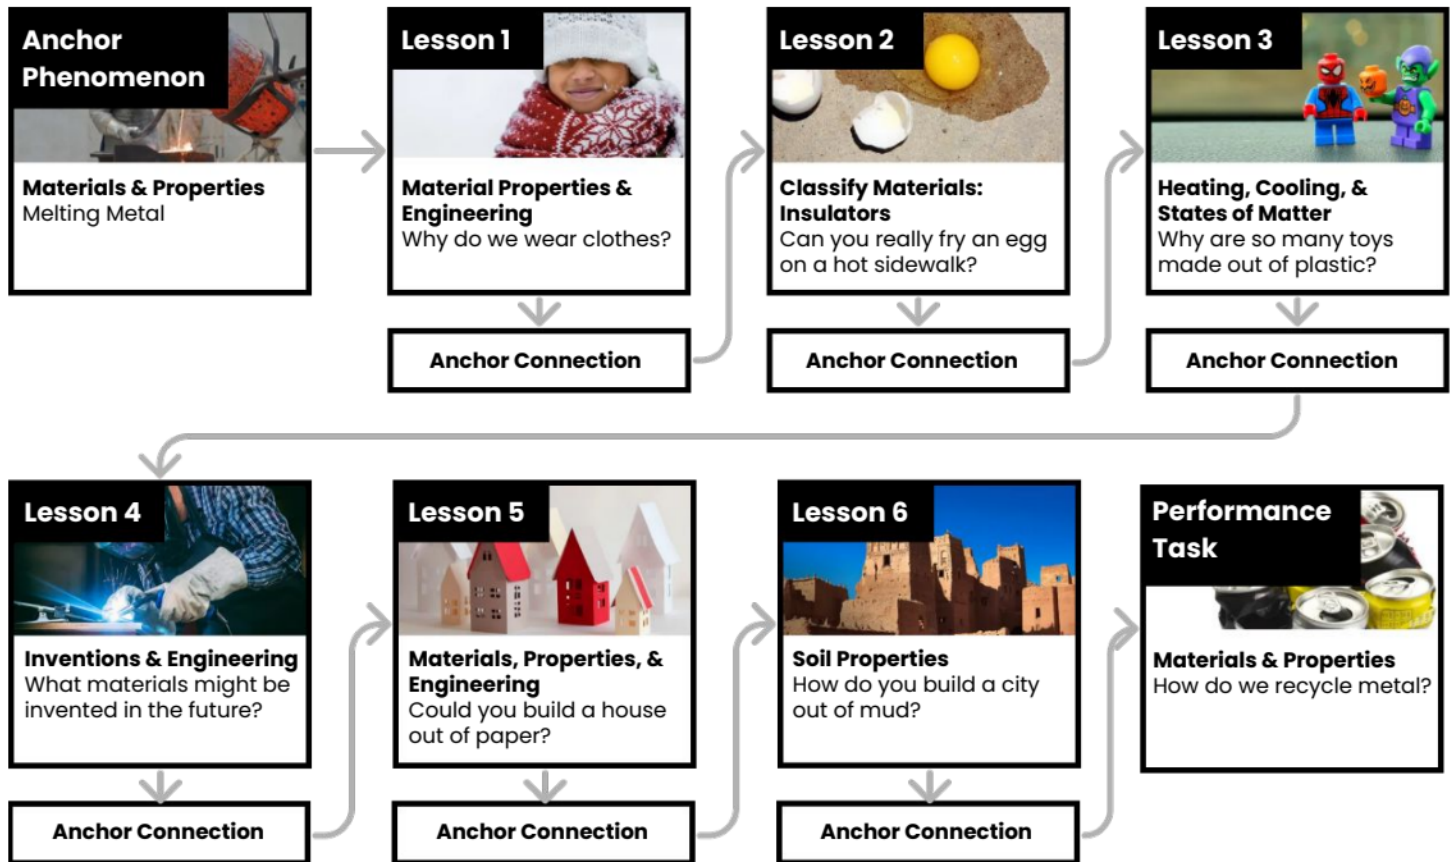 Anchor
Phenomenon
Materials & Properties
Melting Metal
Lesson 1
Material Properties &
Engineering
Why do we wear clothes?
Anchor Connection
Lesson 2
Classify Materials:
Insulators
Can you really fry an egg
on a hot sidewalk?
Anchor Connection
Lesson 3
Heating, Cooling, &
States of Matter
Why are so many toys
made out of plastic?
Anchor Connection
Lesson 4
Inventions & Engineering
What materials might be
invented in the future?
Anchor Connection
Lesson 5
Materials, Properties, &
Engineering
Could you build a house
out of paper?
Anchor Connection
Lesson 6
Soil Properties
How do you build a city
out of mud?
Anchor Connection
Performance
Task
Materials & Properties
How do we recycle metal?